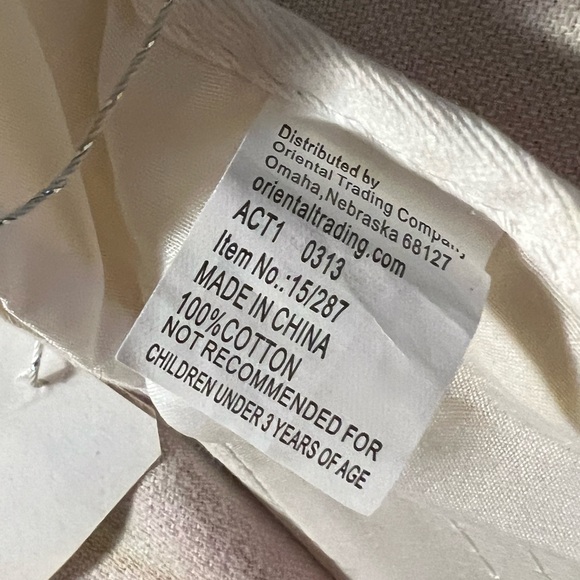 Distributed by
Oriental Trading Company,
Omaha, Nebraska 68127
orientaltrading.com
ACT1 0313
Item No.:15/287
MADE IN CHINA
100%COTTON
NOT RECOMMENDED FOR
CHILDREN UNDER 3 YEARS OF AGE